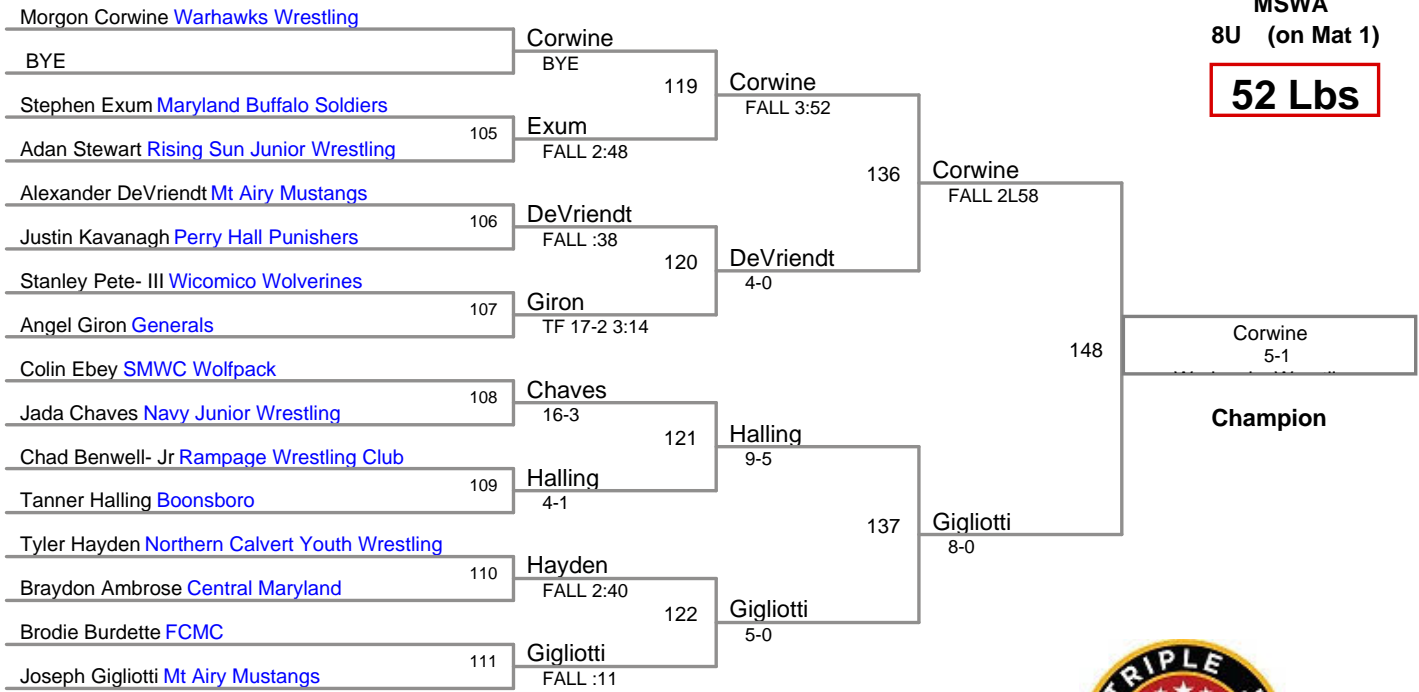 MSWA
8U (on Mat 1)
52 Lbs
Morgon Corwine Warhawks Wrestling
BYE
Stephen Exum Maryland Buffalo Soldiers
Adan Stewart Rising Sun Junior Wrestling
Alexander DeVriendt Mt Airy Mustangs
Justin Kavanagh Perry Hall Punishers
Stanley Pete- III Wicomico Wolverines
Angel Giron Generals
Colin Ebey SMWC Wolfpack
Jada Chaves Navy Junior Wrestling
Chad Benwell- Jr Rampage Wrestling Club
Tanner Halling Boonsboro
Tyler Hayden Northern Calvert Youth Wrestling
Braydon Ambrose Central Maryland
Brodie Burdette FCMC
Joseph Gigliotti Mt Airy Mustangs
105
106
107
108
109
110
111
Corwine
BYE
Exum
FALL 2:48
DeVriendt
FALL :38
Giron
TF 17-2 3:14
Chaves
16-3
Halling
4-1
Hayden
FALL 2:40
Gigliotti
FALL :11
119
120
121
122
Corwine
FALL 3:52
DeVriendt
4-0
Halling
9-5
Gigliotti
5-0
136
137
Corwine
FALL 2L58
Gigliotti
8-0
148
Corwine
5-1
Champion
TRIPLE